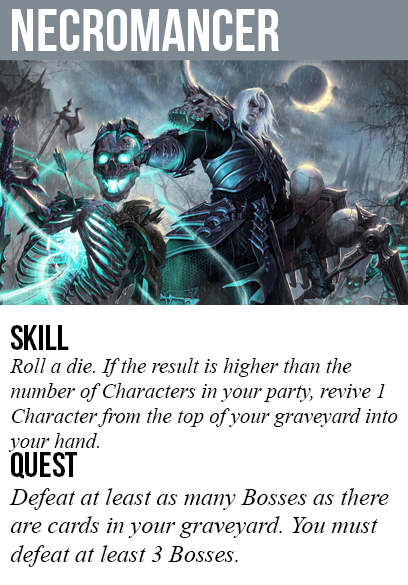 NECROMANCER
SKILL
Roll a die. If the result is higher than the
number of Characters in your party, revive 1
Character from the top of your graveyard into
your hand.
QUEST
Defeat at least as many Bosses as there
are cards in your graveyard. You must
defeat at least 3 Bosses.